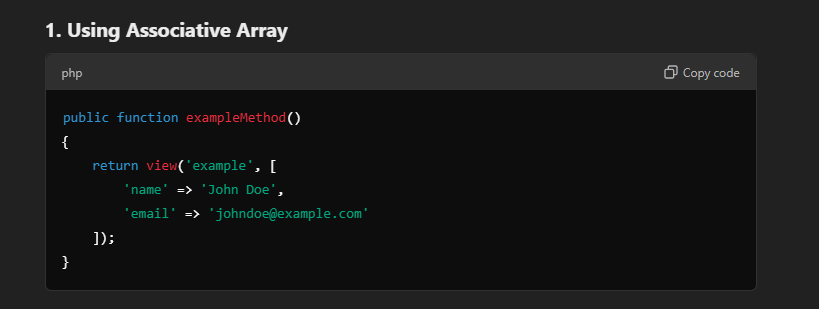 1. Using Associative Array
php
Copy code
public function exampleMethod()
{
return view('example', [
'name' => 'John Doe',
'email' => 'johndoe@example.com'
]);
}